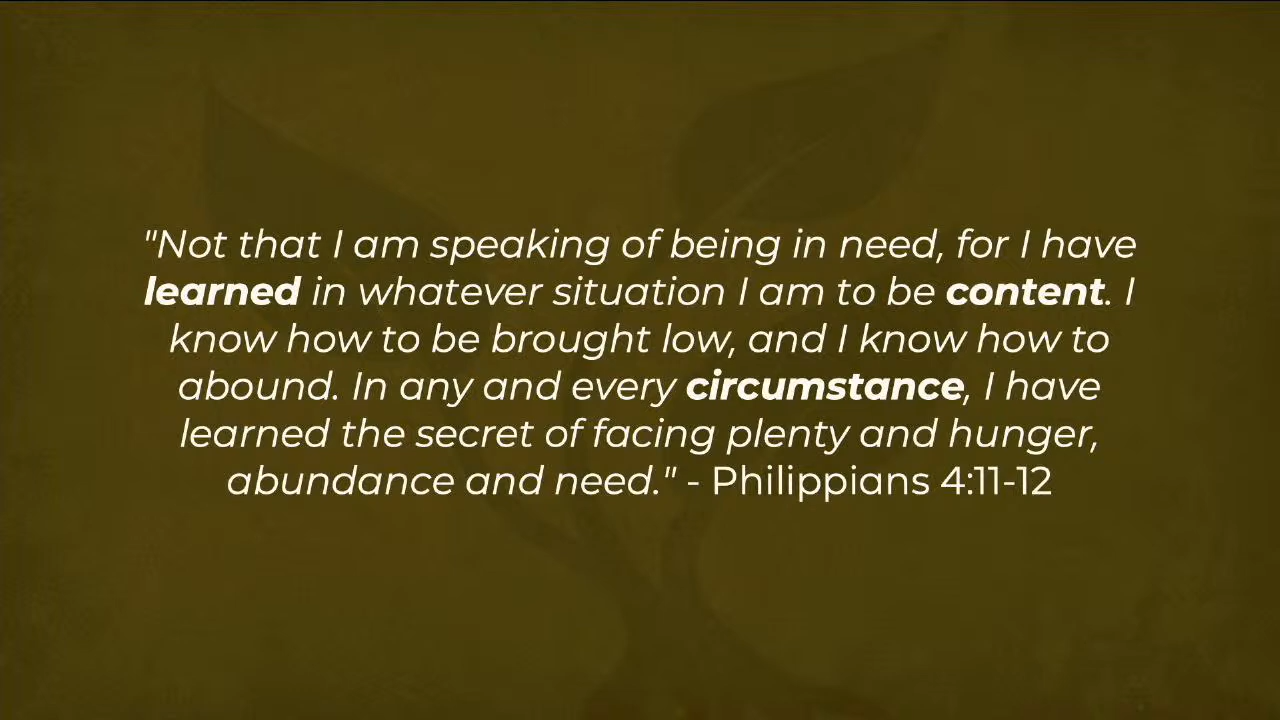 "Not that I am speaking of being in need, for I have
learned in whatever situation I am to be content. I
know how to be brought low, and I know how to
abound. In any and every circumstance, I have
learned the secret of facing plenty and hunger,
abundance and need." - Philippians 4:11-12